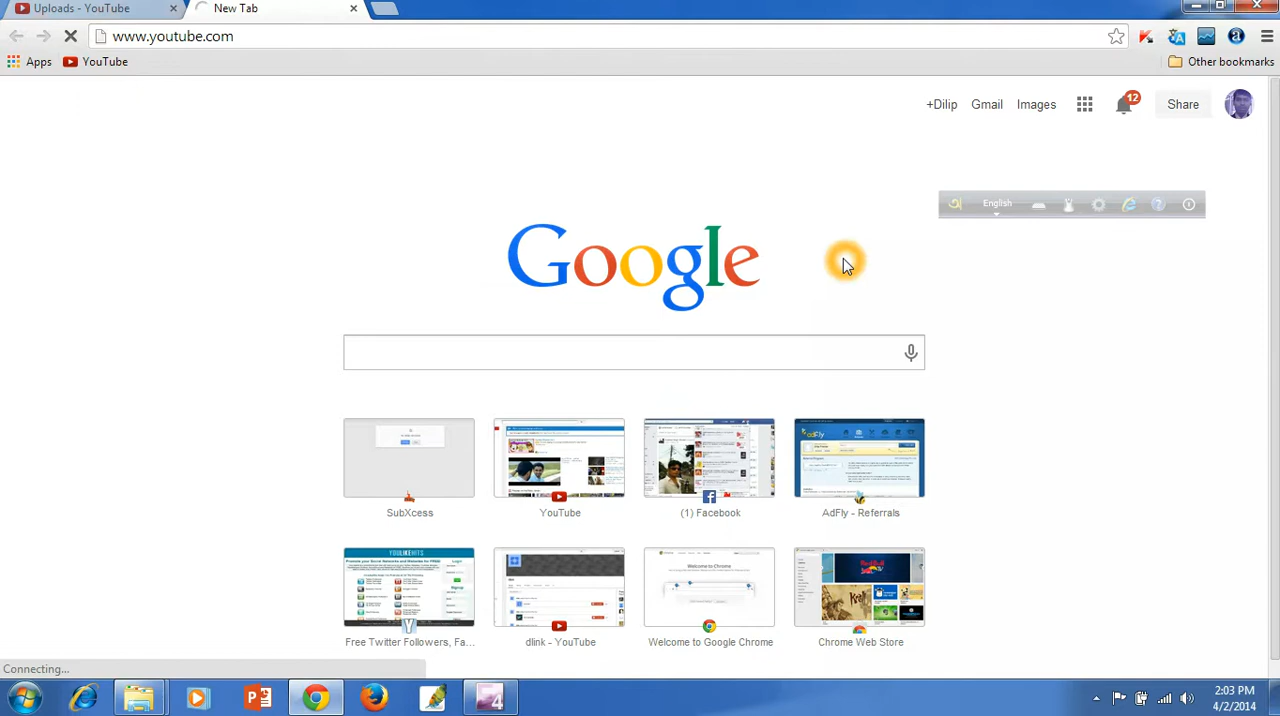 Uploads - YouTube
New Tab
www.youtube.com
Apps
YouTube
Other bookmarks
+Dilip
Gmail
Images
12
Share
English
Google
SubXcess
YouTube
(1) Facebook
AdFly - Referrals
Free Twitter Followers, Fa...
dlink - YouTube
Welcome to Google Chrome
Chrome Web Store
Connecting...
2:03 PM
4/2/2014